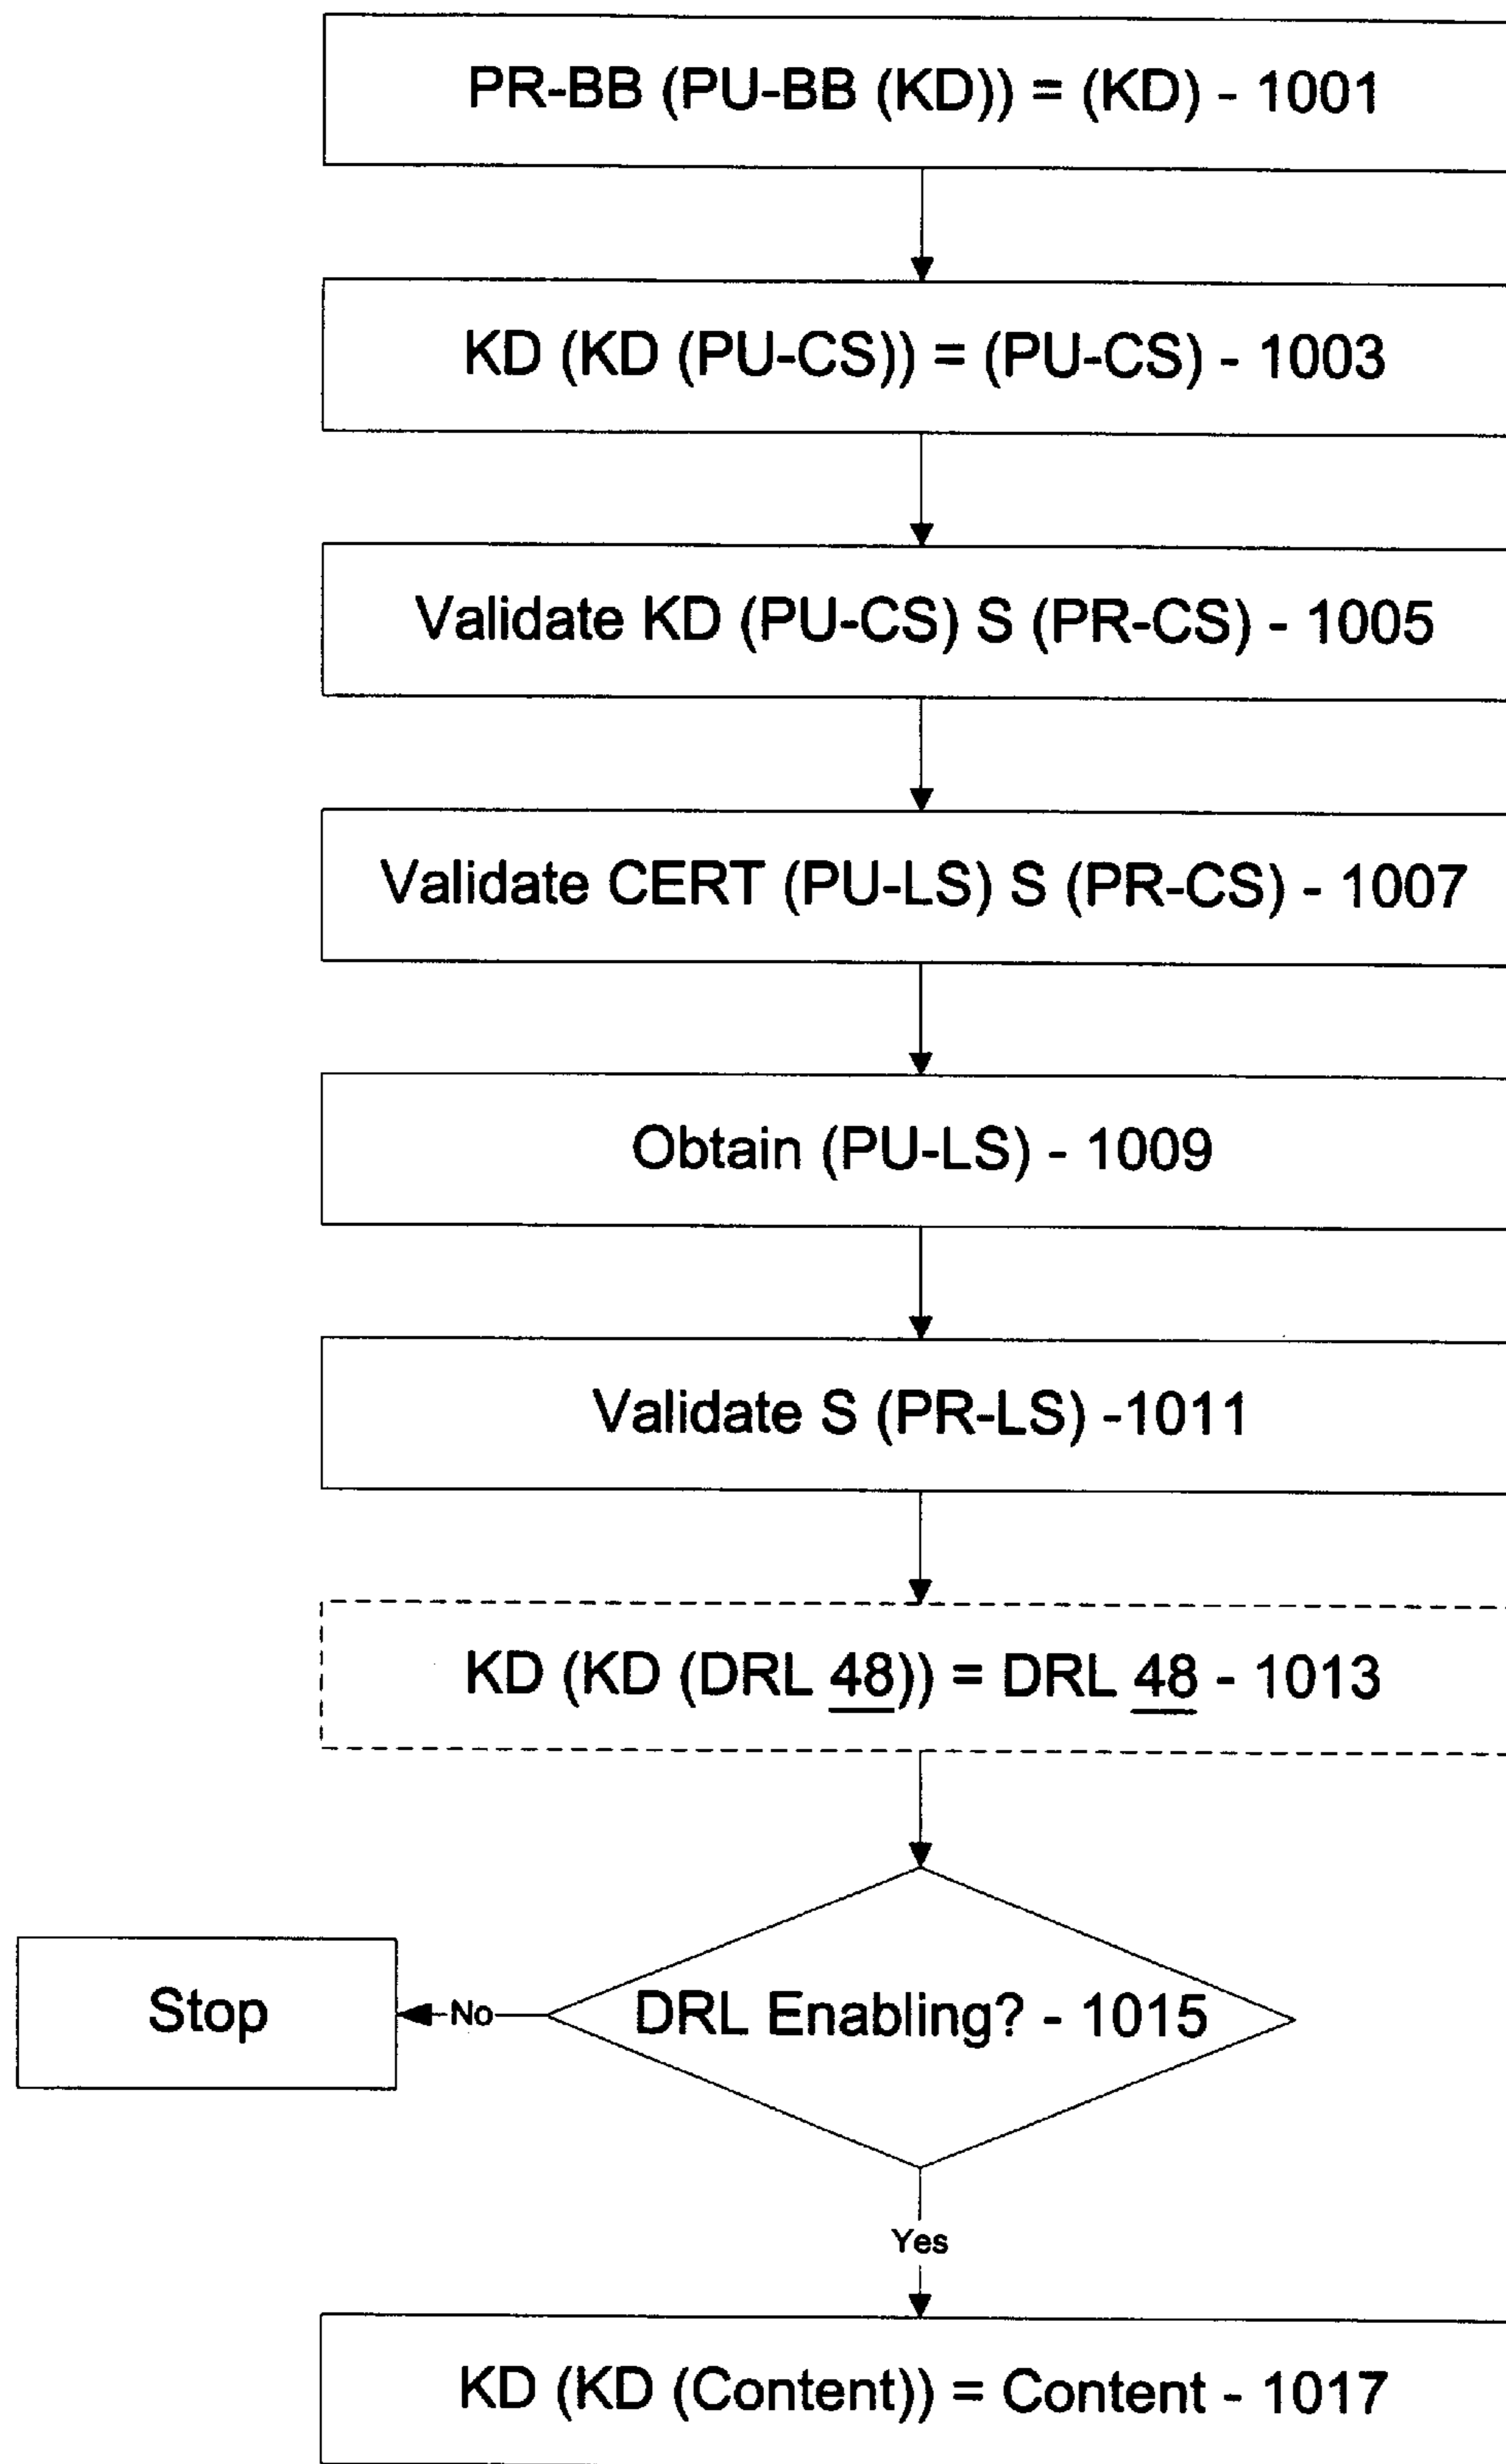 PR-BB (PU-BB (KD)) = (KD) - 1001
KD (KD (PU-CS)) = (PU-CS) - 1003
Validate KD (PU-CS) S (PR-CS) - 1005
Validate CERT (PU-LS) S (PR-CS) - 1007
Obtain (PU-LS) - 1009
Validate S (PR-LS) -1011
KD (KD (DRL 48)) = DRL 48 - 1013
DRL Enabling? - 1015
No
Stop
Yes
KD (KD (Content)) = Content - 1017